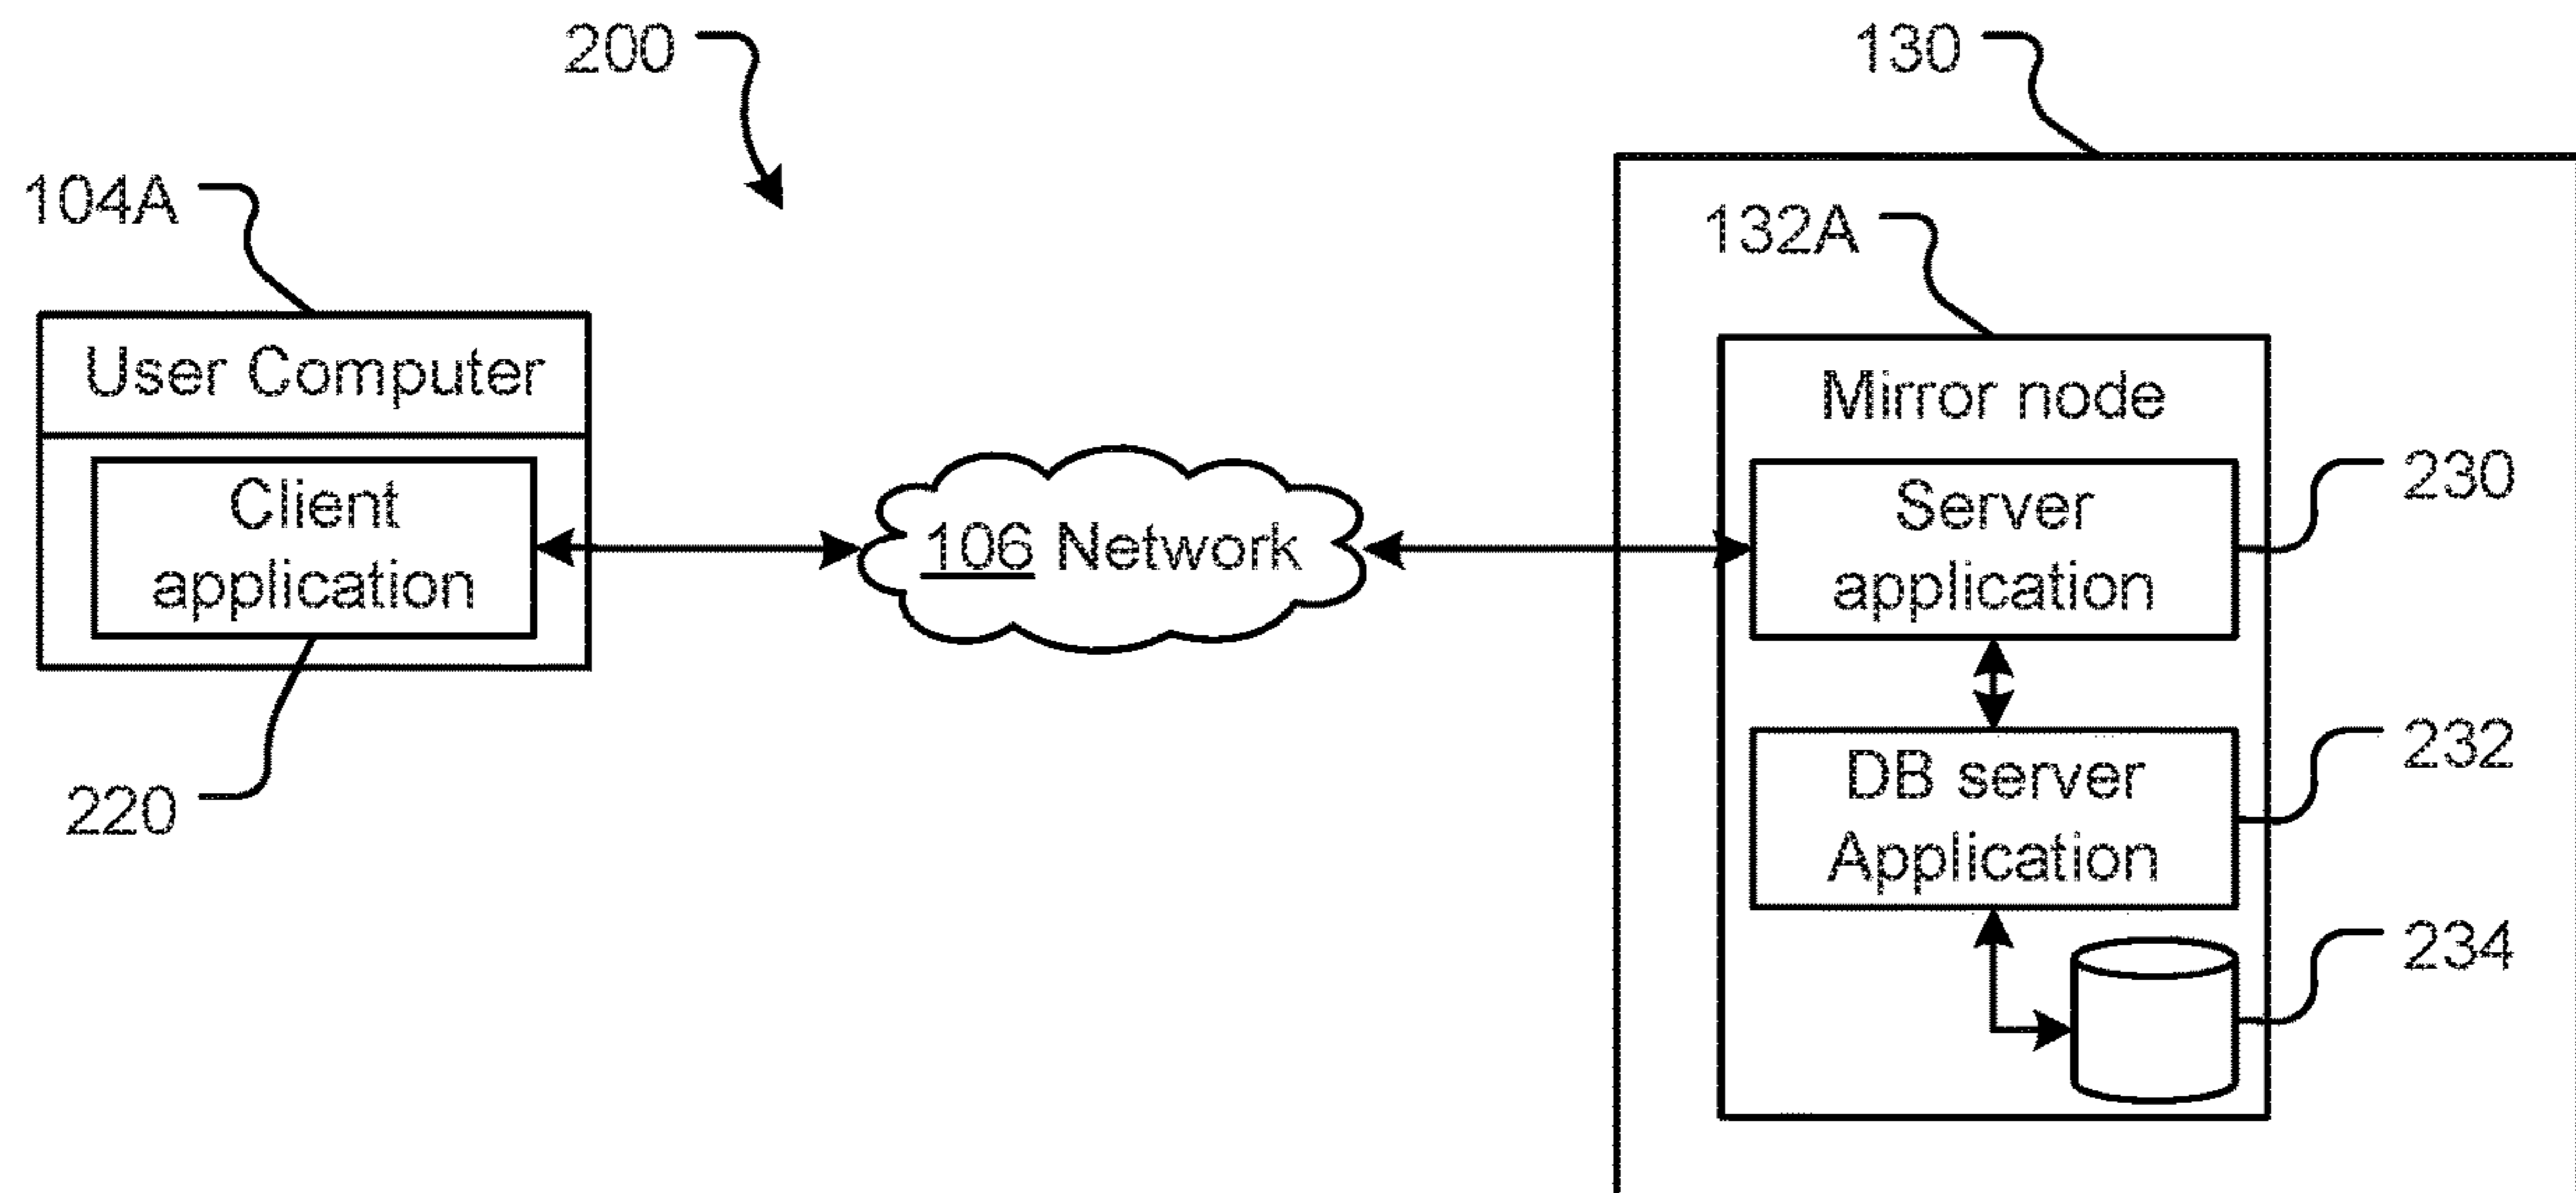 200
130
104A
132A
User Computer
Mirror node
Client
application
106 Network
Server
application
230
220
DB server
Application
232
234